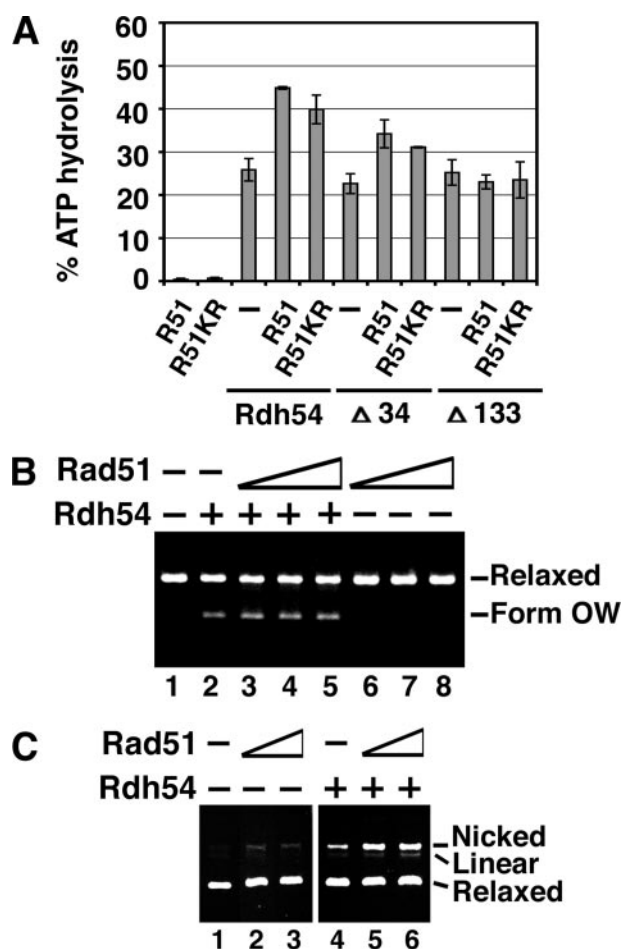 A
% ATP hydrolysis
60
50
40
30
20
10
0
R51
R51KR
–
R51
R51KR
–
R51
R51KR
–
R51
R51KR
Rdh54
Δ 34
Δ 133
B
Rad51 – –
Rdh54 – + + + + – – –
Relaxed
Form OW
1 2 3 4 5 6 7 8
C
Rad51 – –
Rdh54 – – – + + +
Nicked
Linear
Relaxed
1 2 3 4 5 6